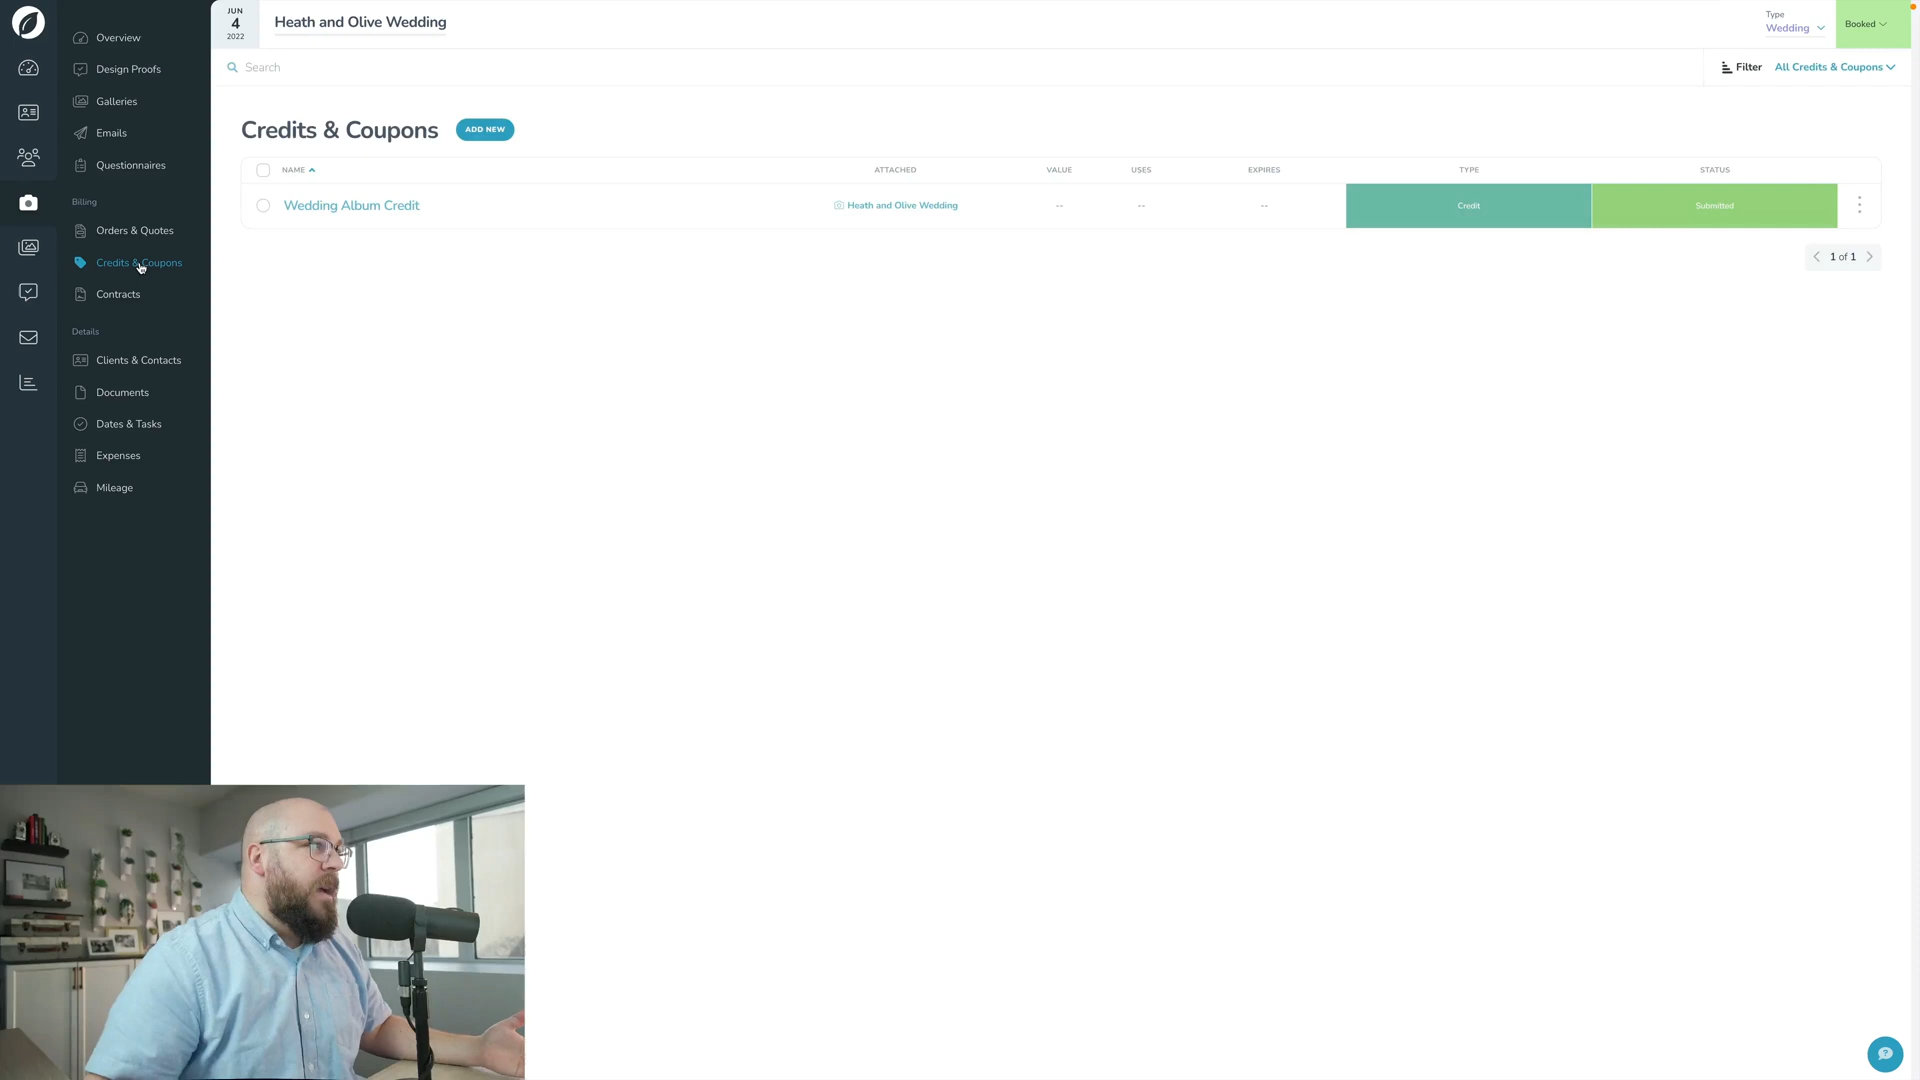 JUN
4
2022
Heath and Olive Wedding
Type
Wedding
Booked
Search
Filter
All Credits & Coupons
Overview
Design Proofs
Galleries
Emails
Questionnaires
Billing
Orders & Quotes
Credits & Coupons
Contracts
Details
Clients & Contacts
Documents
Dates & Tasks
Expenses
Mileage
Credits & Coupons
ADD NEW
NAME ATTACHED VALUE USES EXPIRES TYPE STATUS
Wedding Album Credit Heath and Olive Wedding -- -- -- Credit Submitted
1 of 1